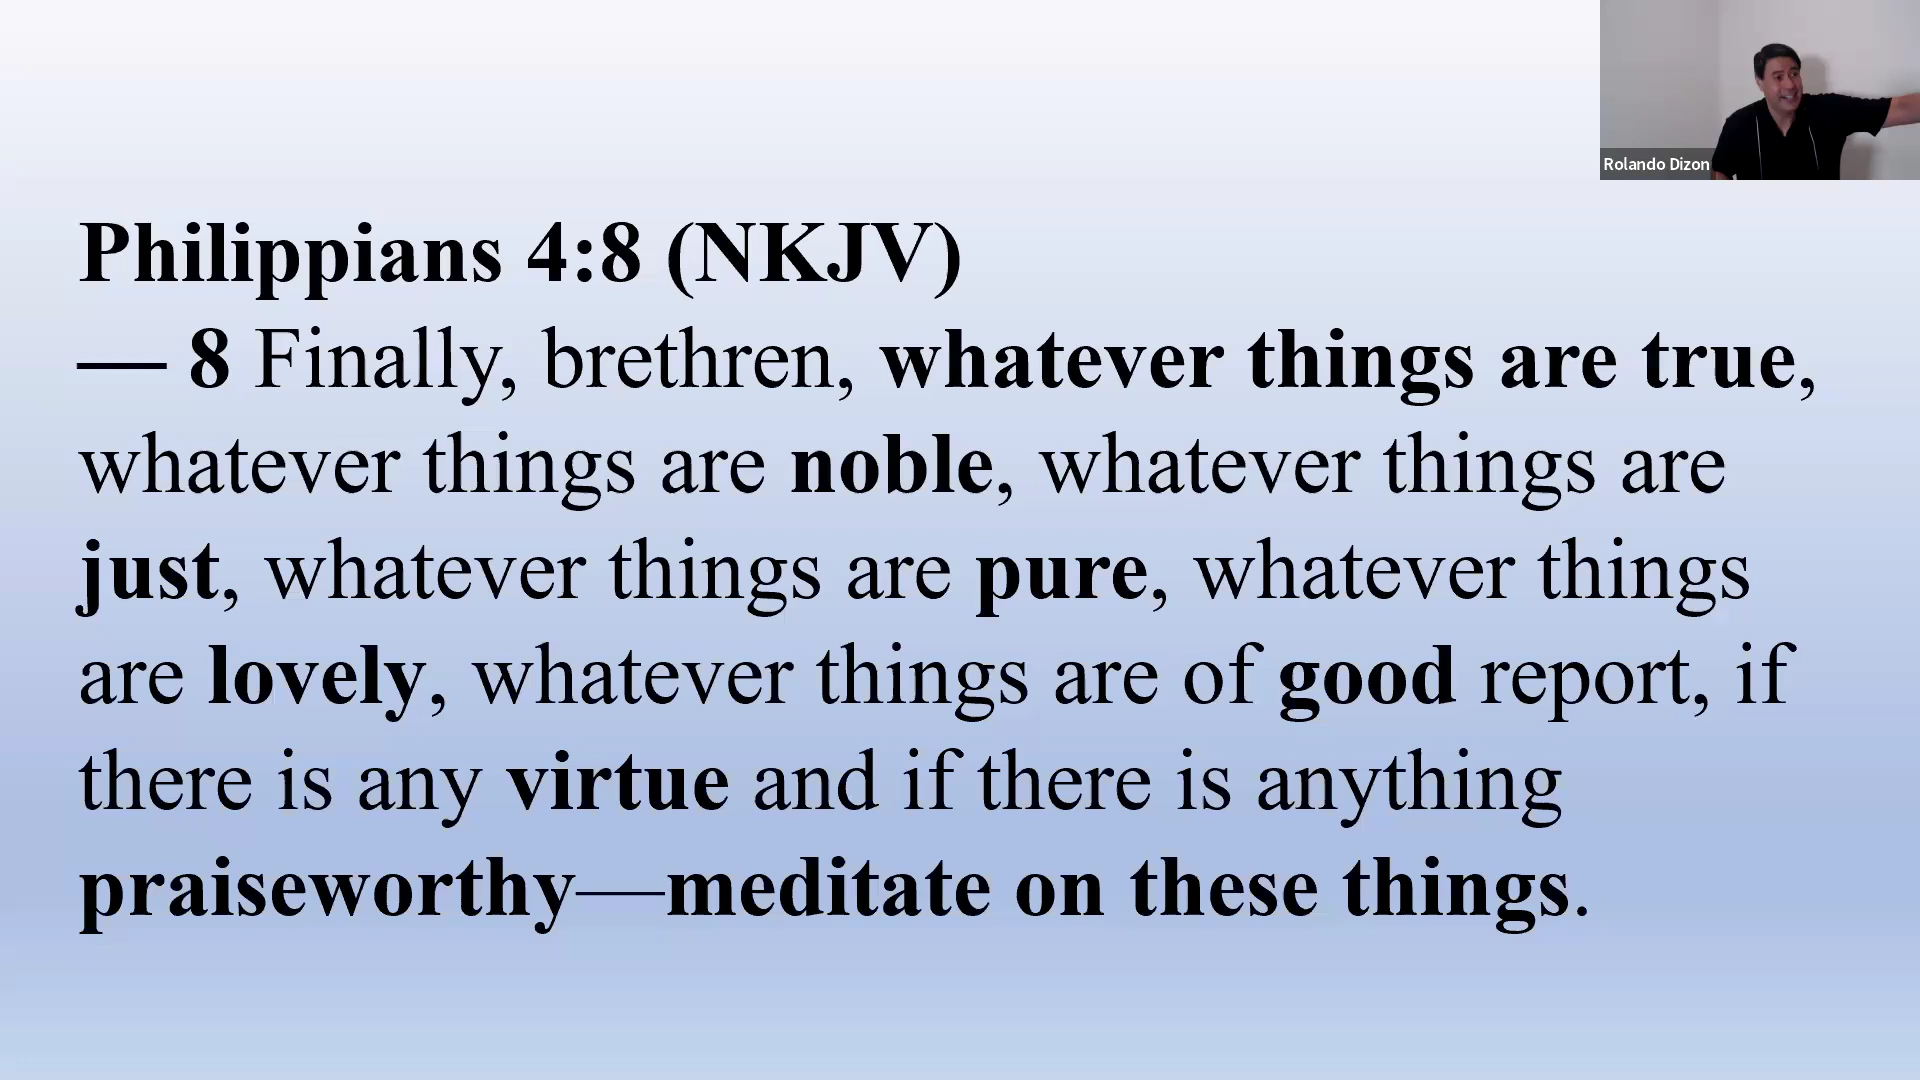 Rolando Dizon
Philippians 4:8 (NKJV)
— 8 Finally, brethren, whatever things are true,
whatever things are noble, whatever things are
just, whatever things are pure, whatever things
are lovely, whatever things are of good report, if
there is any virtue and if there is anything
praiseworthy—meditate on these things.